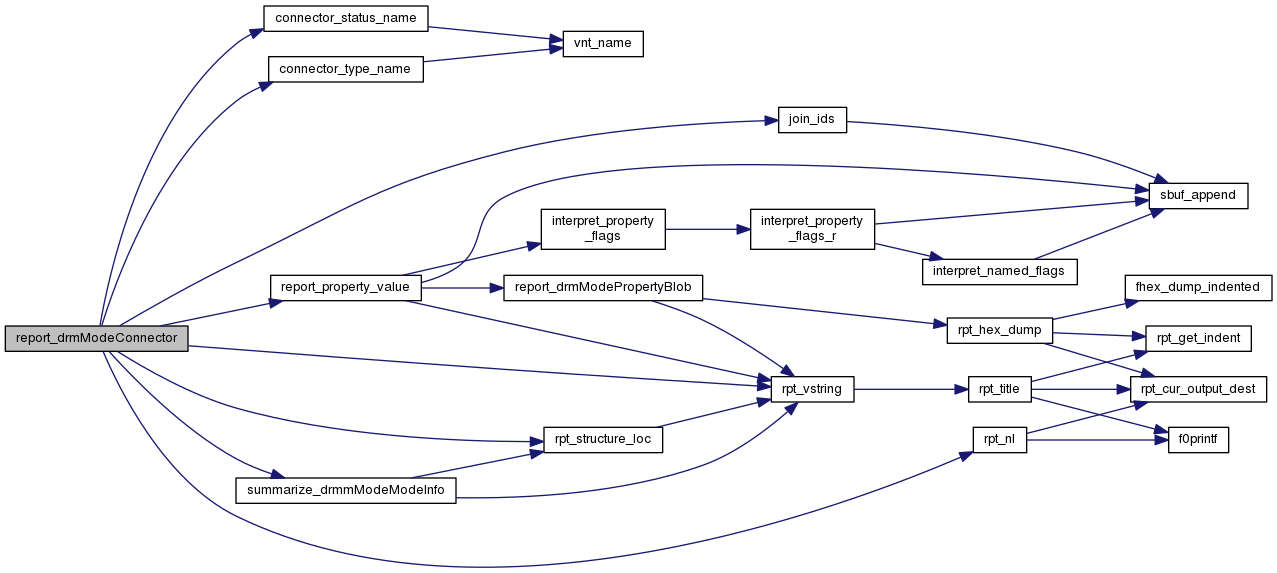 connector_status_name
vnt_name
connector_type_name
join_ids
sbuf_append
interpret_property
_flags
interpret_property
_flags_r
interpret_named_flags
report_property_value
report_drmModePropertyBlob
fhex_dump_indented
report_drmModeConnector
rpt_hex_dump
rpt_get_indent
rpt_vstring
rpt_title
rpt_cur_output_dest
rpt_structure_loc
rpt_nl
f0printf
summarize_drmmModeModeInfo